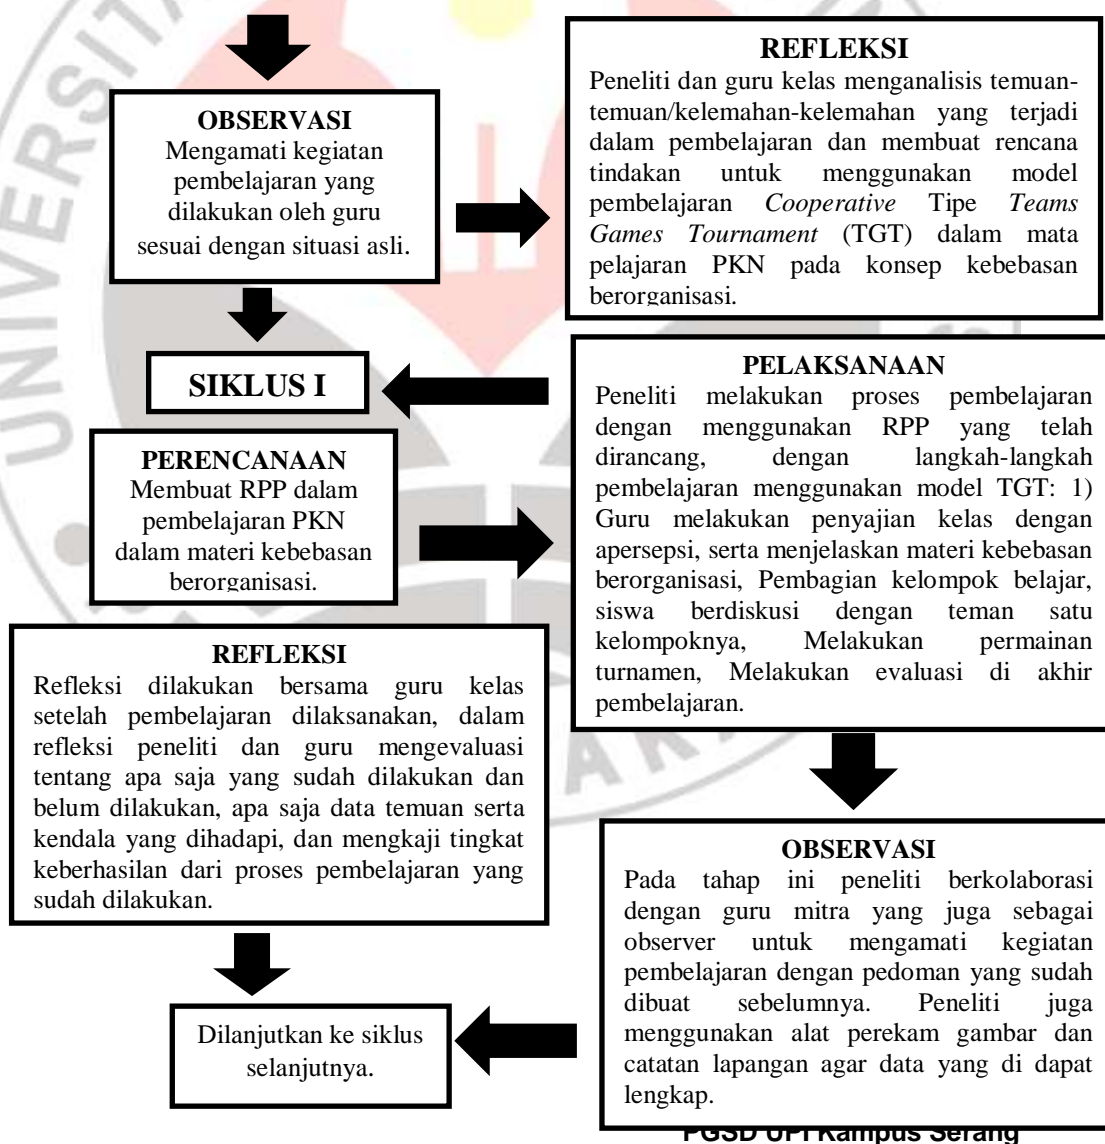 OBSERVASI
Mengamati kegiatan
pembelajaran yang
dilakukan oleh guru
sesuai dengan situasi asli.
REFLEKSI
Peneliti dan guru kelas menganalisis temuan-
temuan/kelemahan-kelemahan yang terjadi
dalam pembelajaran dan membuat rencana
tindakan untuk menggunakan model
pembelajaran Cooperative Tipe Teams
Games Tournament (TGT) dalam mata
pelajaran PKN pada konsep kebebasan
berorganisasi.
SIKLUS I
PERENCANAAN
Membuat RPP dalam
pembelajaran PKN
dalam materi kebebasan
berorganisasi.
PELAKSANAAN
Peneliti melakukan proses pembelajaran
dengan menggunakan RPP yang telah
dirancang, dengan langkah-langkah
pembelajaran menggunakan model TGT: 1)
Guru melakukan penyajian kelas dengan
apersepsi, serta menjelaskan materi kebebasan
berorganisasi, Pembagian kelompok belajar,
siswa berdiskusi dengan teman satu
kelompoknya, Melakukan permainan
turnamen, Melakukan evaluasi di akhir
pembelajaran.
REFLEKSI
Refleksi dilakukan bersama guru kelas
setelah pembelajaran dilaksanakan, dalam
refleksi peneliti dan guru mengevaluasi
tentang apa saja yang sudah dilakukan dan
belum dilakukan, apa saja data temuan serta
kendala yang dihadapi, dan mengkaji tingkat
keberhasilan dari proses pembelajaran yang
sudah dilakukan.
OBSERVASI
Pada tahap ini peneliti berkolaborasi
dengan guru mitra yang juga sebagai
observer untuk mengamati kegiatan
pembelajaran dengan pedoman yang sudah
dibuat sebelumnya. Peneliti juga
menggunakan alat perekam gambar dan
catatan lapangan agar data yang di dapat
lengkap.
Dilanjutkan ke siklus
selanjutnya.
PGSD UPI Kampus Serang